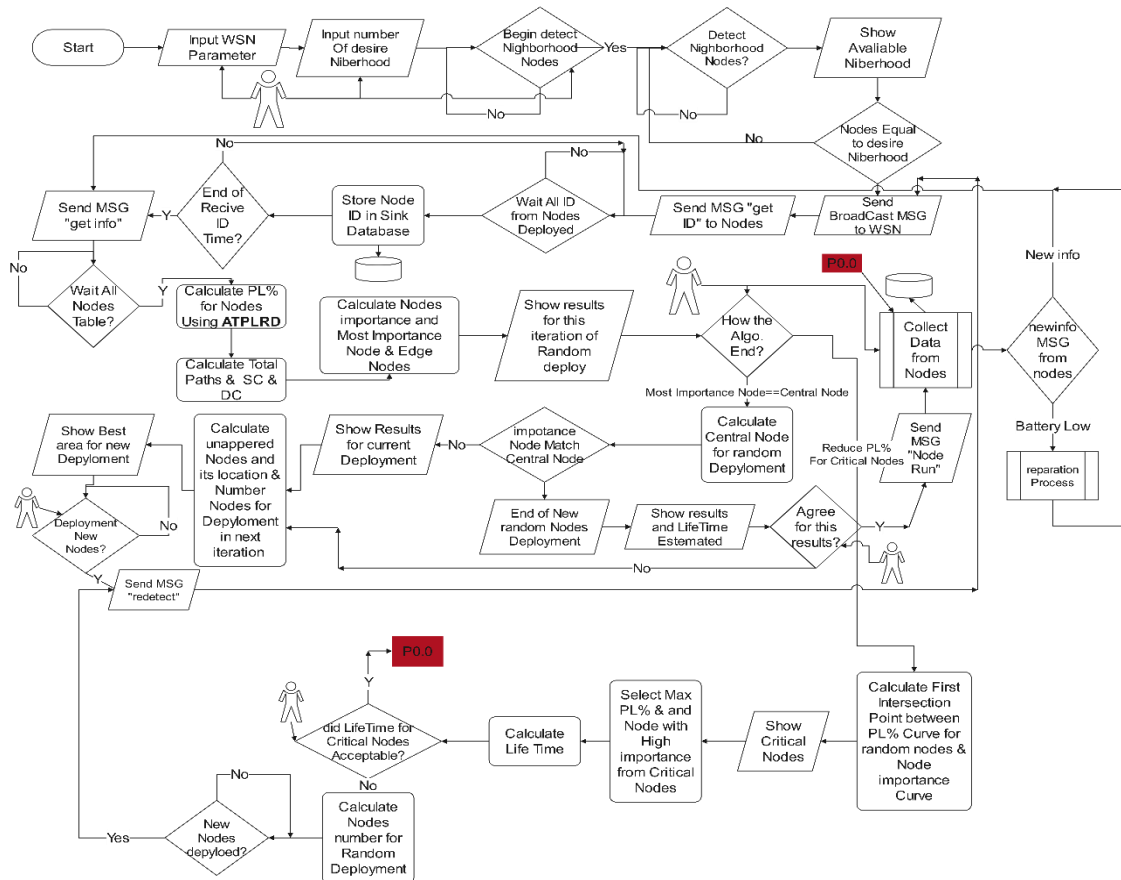 Start
Input WSN
Parameter
Input number
Of desire
Niberhood
Begin detect
Nighborhood
Nodes
Yes
No
Detect
Nighborhood
Nodes?
No
Show
Avaliable
Niberhood
Nodes Equal
to desire
Niberhood
No
Send
BroadCast MSG
to WSN
Send MSG "get
ID" to Nodes
Wait All ID
from Nodes
Deployed
No
Store Node
ID in Sink
Database
End of
Recive ID
Time?
No
Y
Send MSG
"get info"
Wait All
Nodes
Table?
No
Y
Calculate PL%
for Nodes
Using ATPLRD
Calculate Total
Paths & SC &
DC
Calculate Nodes
importance and
Most Importance
Node & Edge
Nodes
Show results
for this
iteration of
Random
deploy
How the
Algo.
End?
Most Importance Node==Central Node
Reduce PL%
For Critical Nodes
P0.0
Collect
Data
from
Nodes
newinfo
MSG
from
nodes
New info
Battery Low
reparation
Process
Calculate
Central Node
for random
Depyloment
impotance
Node Match
Central Node
No
Show Results
for current
Deployment
Calculate
unappered
Nodes and
its location &
Number
Nodes for
Depyloment
in next
iteration
Show Best
area for new
Depyloment
Deployment
New
Nodes?
No
Y
Send MSG
"redetect"
End of New
random Nodes
Deployment
Show results
and LifeTime
Estemated
Agree
for this
results?
No
Y
Send
MSG
"Node
Run"
Calculate First
Intersection
Point between
PL% Curve for
random nodes &
Node
importance
Curve
Show
Critical
Nodes
Select Max
PL% & and
Node with
High
importance
from Critical
Nodes
Calculate
Life Time
did LifeTime for
Critical Nodes
Acceptable?
Y
P0.0
No
Calculate
Nodes
number for
Random
Deployment
New
Nodes
depyloed?
No
Yes